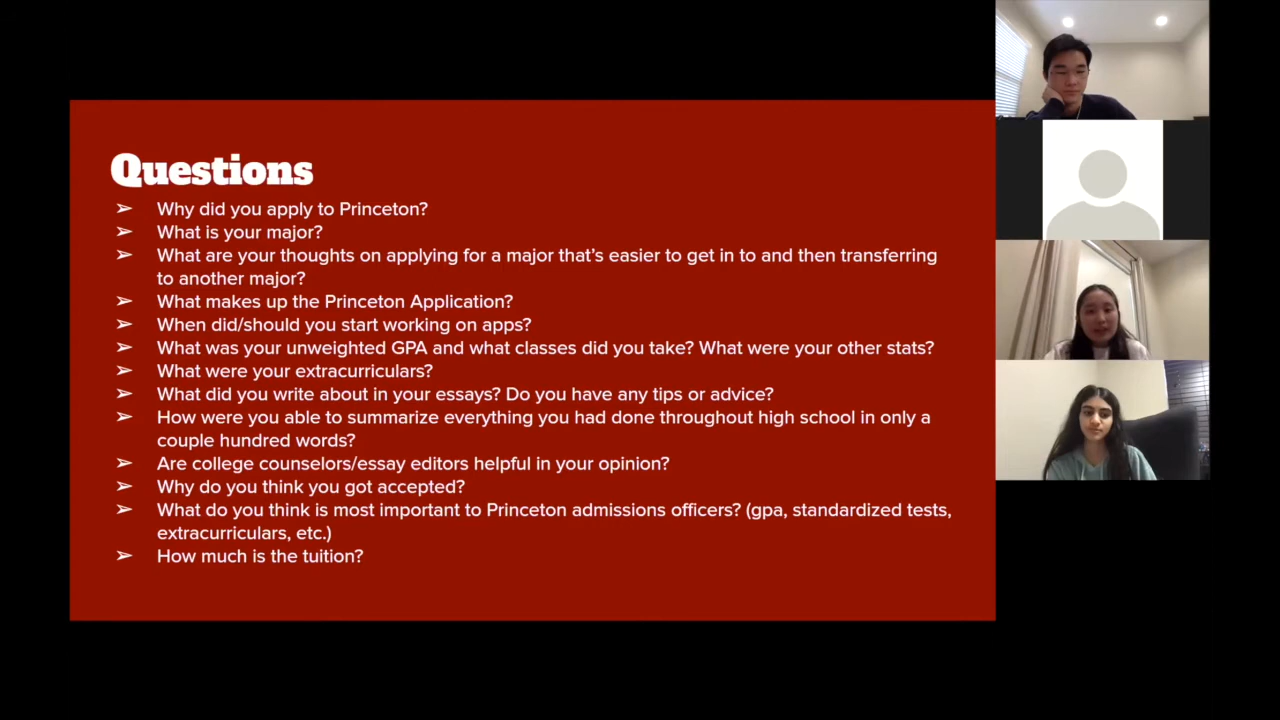 Questions
➢ Why did you apply to Princeton?
➢ What is your major?
➢ What are your thoughts on applying for a major that's easier to get in to and then transferring
to another major?
➢ What makes up the Princeton Application?
➢ When did/should you start working on apps?
➢ What was your unweighted GPA and what classes did you take? What were your other stats?
➢ What were your extracurriculars?
➢ What did you write about in your essays? Do you have any tips or advice?
➢ How were you able to summarize everything you had done throughout high school in only a
couple hundred words?
➢ Are college counselors/essay editors helpful in your opinion?
➢ Why do you think you got accepted?
➢ What do you think is most important to Princeton admissions officers? (gpa, standardized tests,
extracurriculars, etc.)
➢ How much is the tuition?